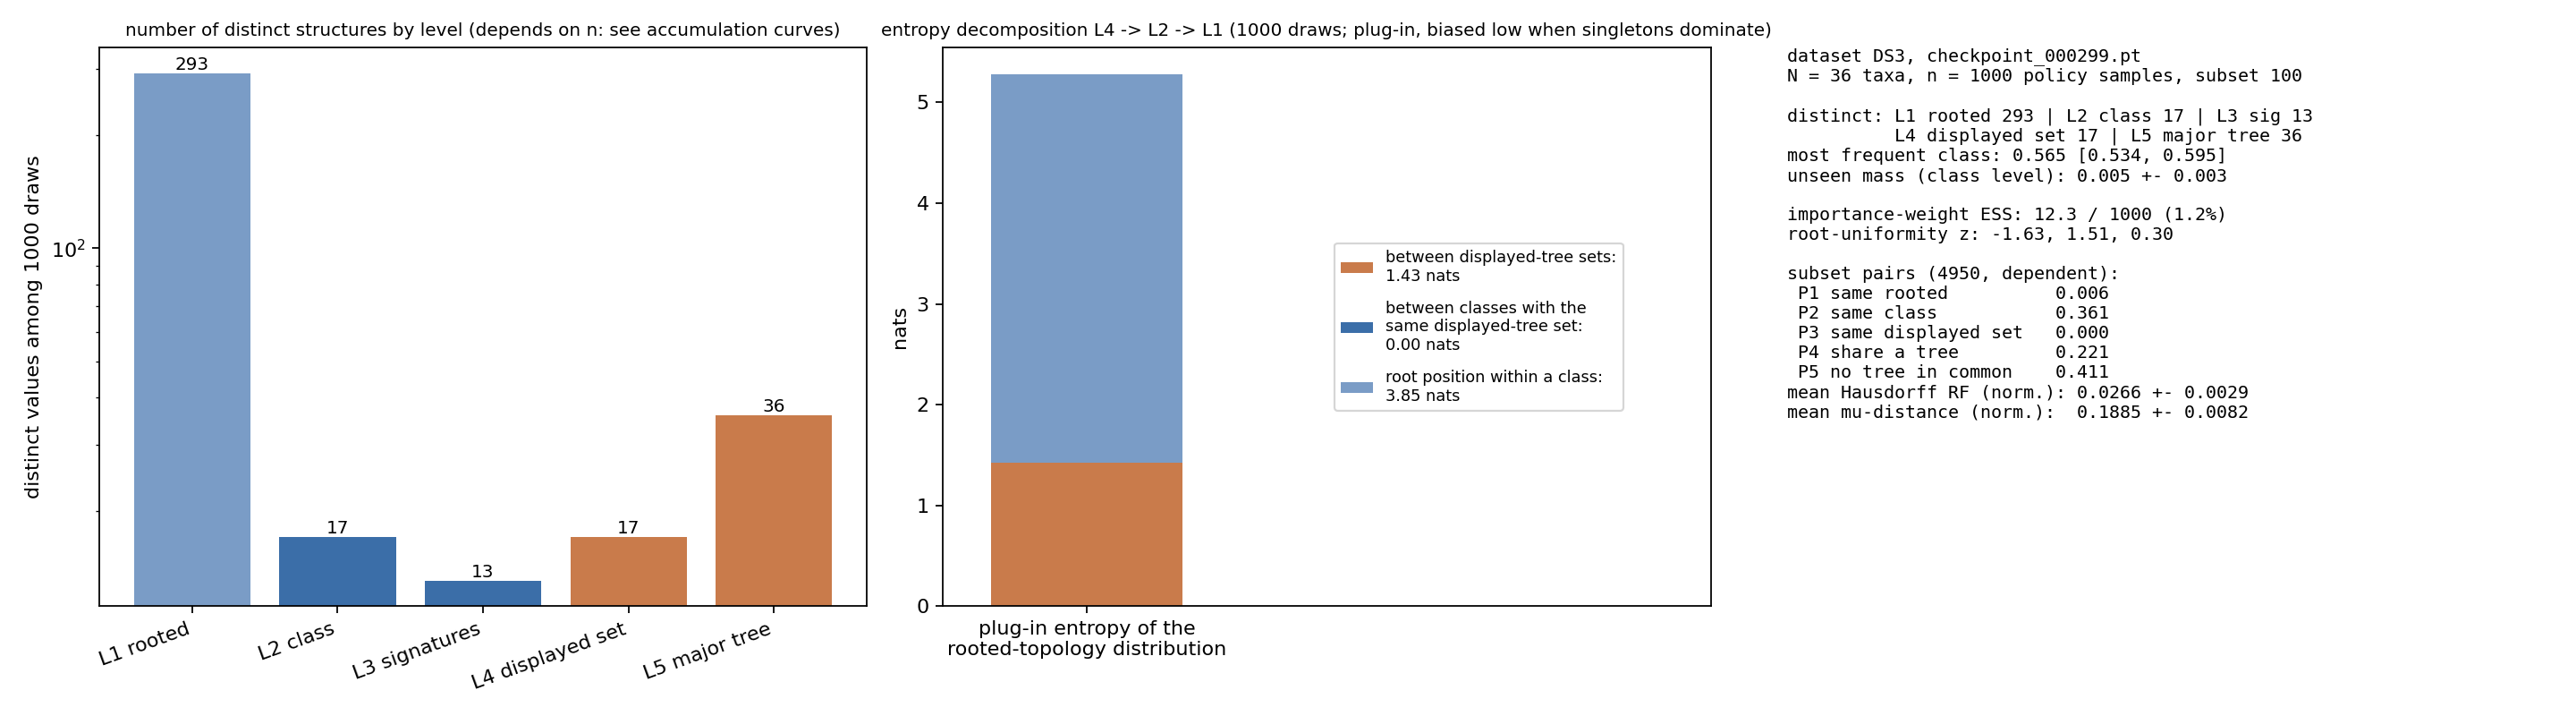 number of distinct structures by level (depends on n: see accumulation curves)
distinct values among 1000 draws
10²
293
17
13
17
36
L1 rooted
L2 class
L3 signatures
L4 displayed set
L5 major tree
entropy decomposition L4 -> L2 -> L1 (1000 draws; plug-in, biased low when singletons dominate)
nats
5
4
3
2
1
0
between displayed-tree sets:
1.43 nats
between classes with the
same displayed-tree set:
0.00 nats
root position within a class:
3.85 nats
plug-in entropy of the
rooted-topology distribution
dataset DS3, checkpoint_000299.pt
N = 36 taxa, n = 1000 policy samples, subset 100
distinct: L1 rooted 293 | L2 class 17 | L3 sig 13
L4 displayed set 17 | L5 major tree 36
most frequent class: 0.565 [0.534, 0.595]
unseen mass (class level): 0.005 +- 0.003
importance-weight ESS: 12.3 / 1000 (1.2%)
root-uniformity z: -1.63, 1.51, 0.30
subset pairs (4950, dependent):
P1 same rooted 0.006
P2 same class 0.361
P3 same displayed set 0.000
P4 share a tree 0.221
P5 no tree in common 0.411
mean Hausdorff RF (norm.): 0.0266 +- 0.0029
mean mu-distance (norm.): 0.1885 +- 0.0082